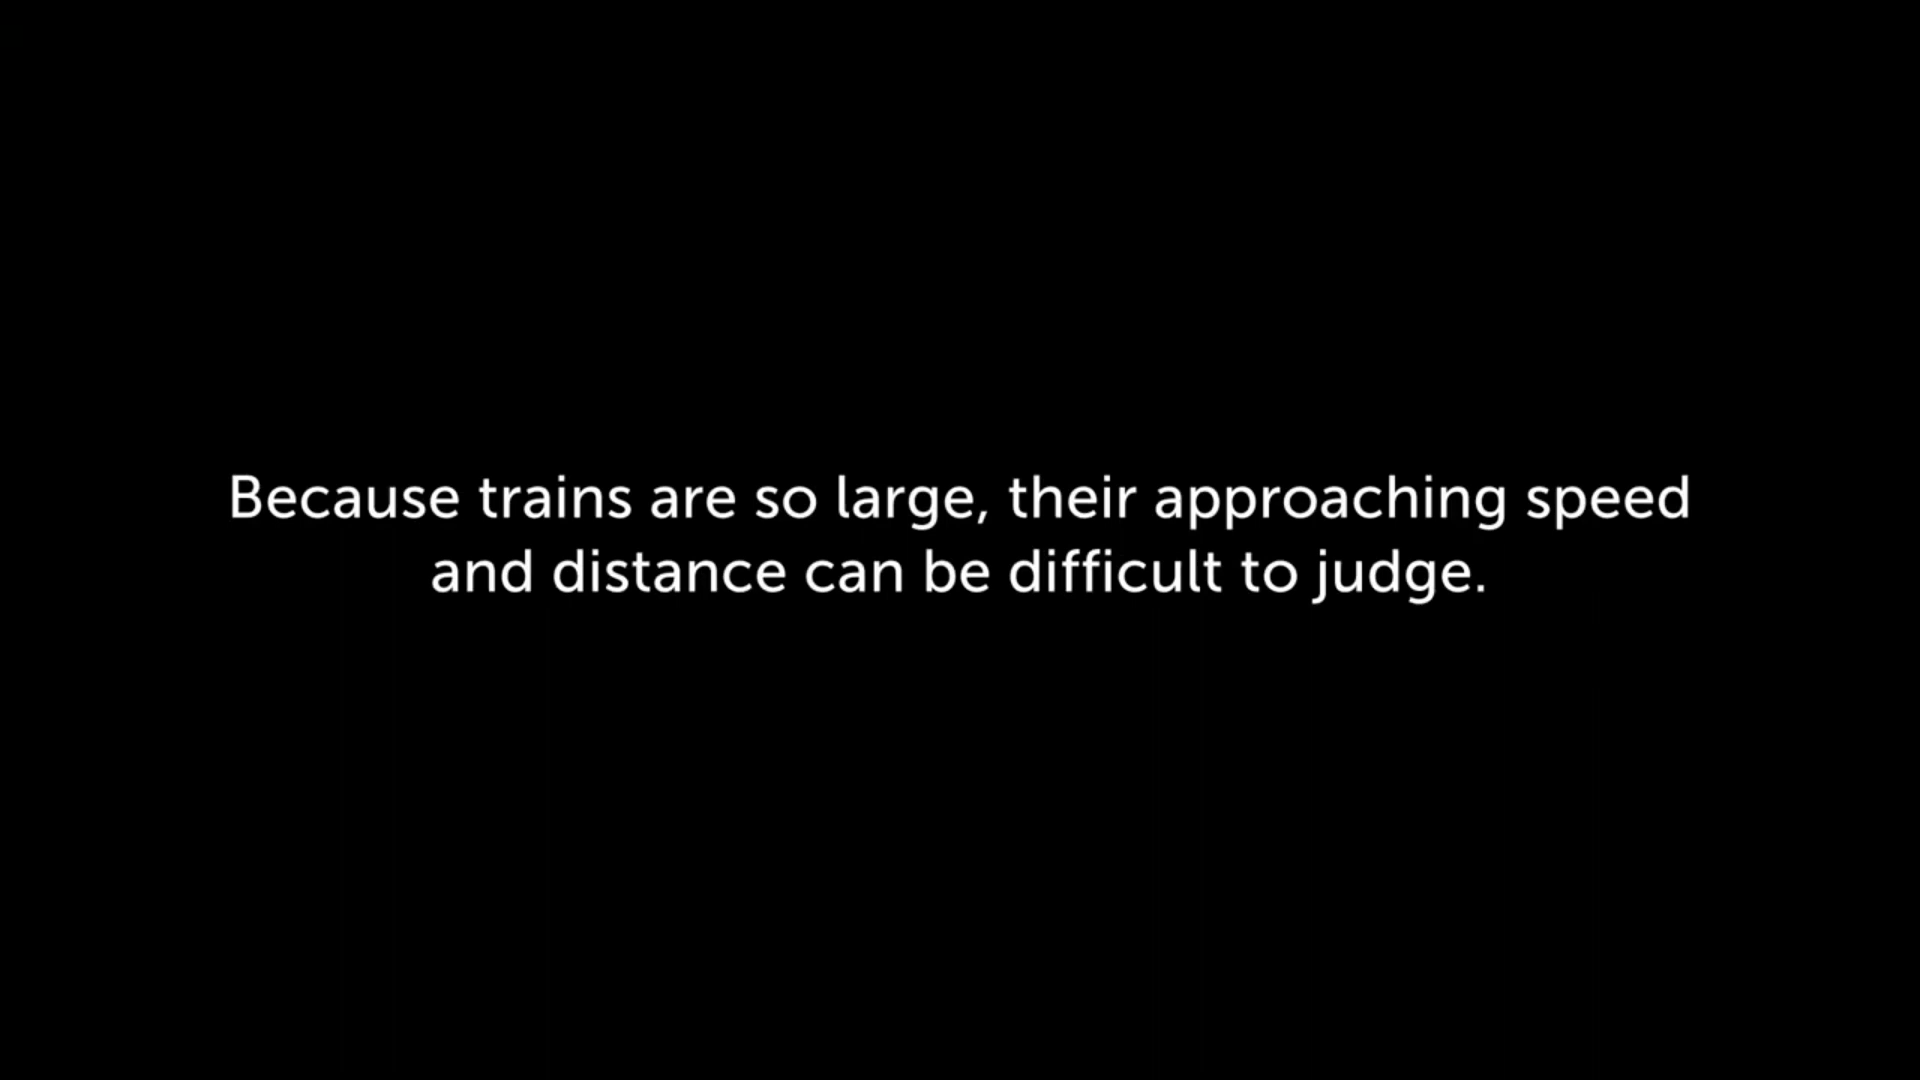 Because trains are so large, their approaching speed
and distance can be difficult to judge.